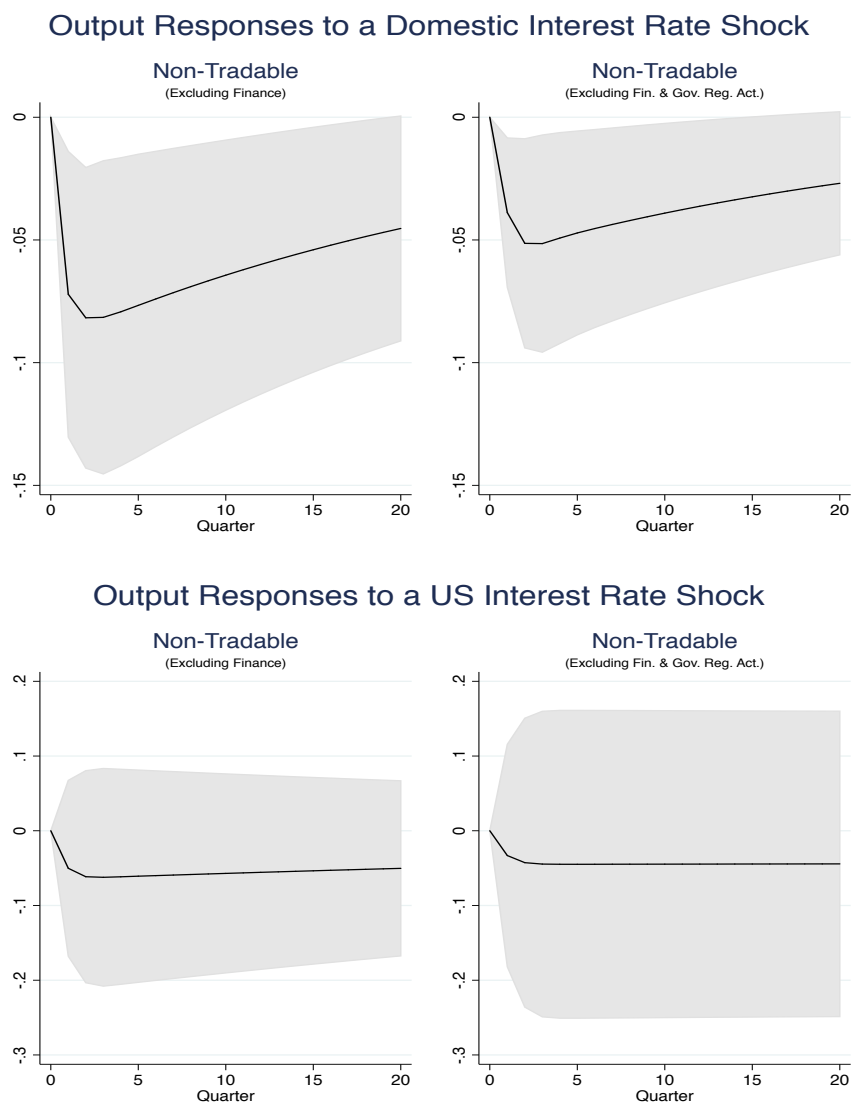 Output Responses to a Domestic Interest Rate Shock
Non-Tradable
(Excluding Finance)
0
-.05
-.1
-.15
0 5 10 15 20
Quarter
Non-Tradable
(Excluding Fin. & Gov. Reg. Act.)
0
-.05
-.1
-.15
0 5 10 15 20
Quarter
Output Responses to a US Interest Rate Shock
Non-Tradable
(Excluding Finance)
.2
.1
0
-.1
-.2
-.3
0 5 10 15 20
Quarter
Non-Tradable
(Excluding Fin. & Gov. Reg. Act.)
.2
.1
0
-.1
-.2
-.3
0 5 10 15 20
Quarter